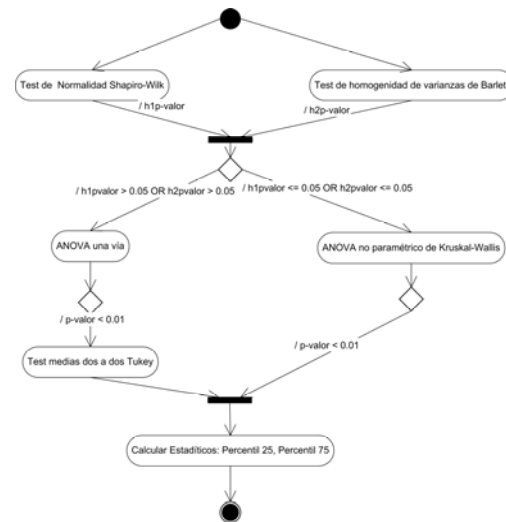 Test de Normalidad Shapiro-Wilk
Test de homogenidad de varianzas de Barlet
/ h1p-valor
/ h2p-valor
/ h1pvalor > 0.05 OR h2pvalor > 0.05
/ h1pvalor <= 0.05 OR h2pvalor <= 0.05
ANOVA una vía
ANOVA no paramétrico de Kruskal-Wallis
/ p-valor < 0.01
/ p-valor < 0.01
Test medias dos a dos Tukey
Calcular Estadíticos: Percentil 25, Percentil 75